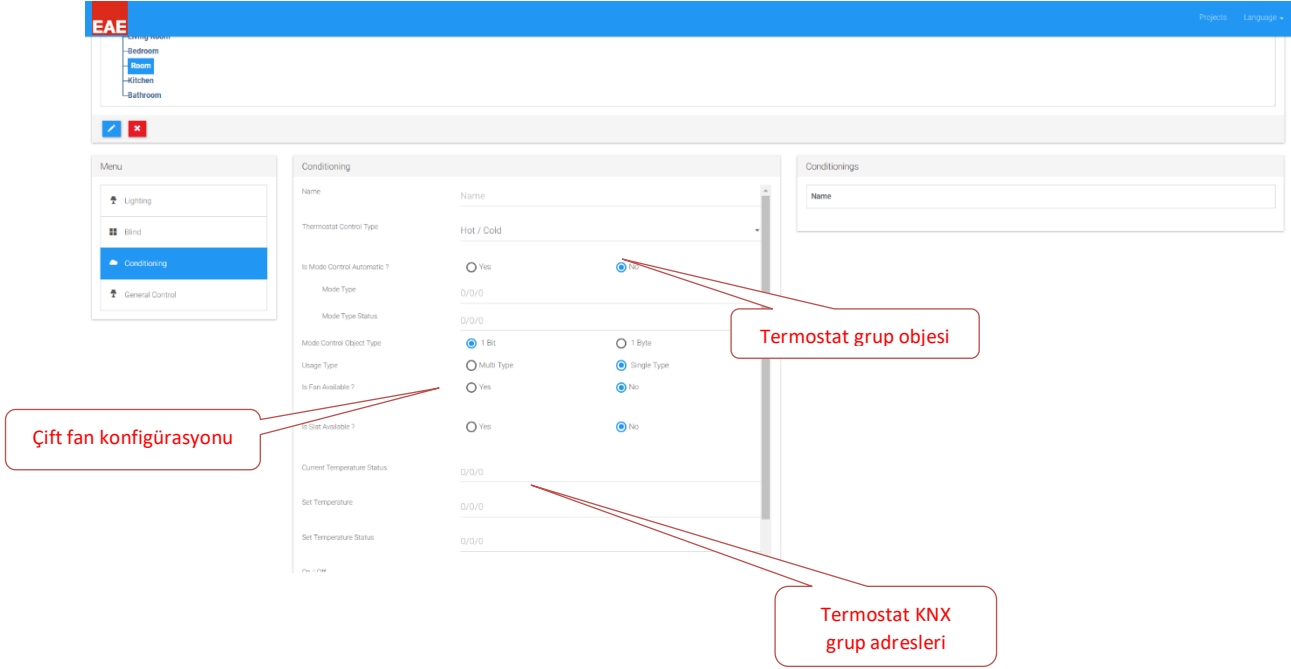 EAE
Projects
Language
Living Room
Bedroom
Room
Kitchen
Bathroom
Menu
Lighting
Blind
Conditioning
General Control
Conditioning
Name
Name
Thermostat Control Type
Hot / Cold
Is Mode Control Automatic ?
Yes
No
Mode Type
0/0/0
Mode Type Status
0/0/0
Mode Control Object Type
1 Bit
1 Byte
Usage Type
Multi Type
Single Type
Is Fan Available ?
Yes
No
Is Slat Available ?
Yes
No
Current Temperature Status
0/0/0
Set Temperature
0/0/0
Set Temperature Status
0/0/0
On / Off
Conditionings
Name
Termostat grup objesi
Çift fan konfigürasyonu
Termostat KNX
grup adresleri